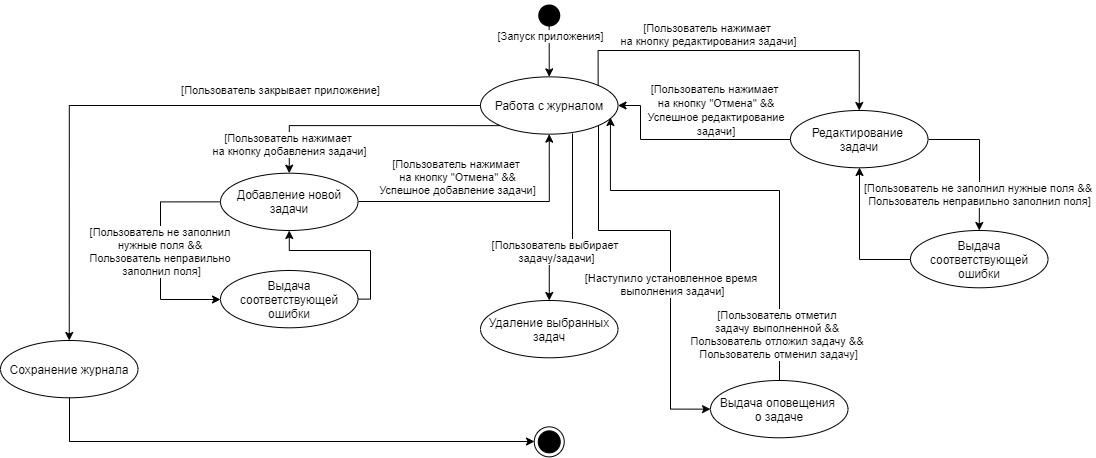 [Запуск приложения]
[Пользователь нажимает
на кнопку редактирования задачи]
[Пользователь закрывает приложение]
Работа с журналом
[Пользователь нажимает
на кнопку "Отмена" &&
Успешное редактирование
задачи]
Редактирование
задачи
[Пользователь нажимает
на кнопку добавления задачи]
[Пользователь нажимает
на кнопку "Отмена" &&
Успешное добавление задачи]
Добавление новой
задачи
[Пользователь не заполнил нужные поля &&
Пользователь неправильно заполнил поля]
[Пользователь не заполнил
нужные поля &&
Пользователь неправильно
заполнил поля]
[Пользователь выбирает
задачу/задачи]
Выдача
соответствующей
ошибки
[Наступило установленное время
выполнения задачи]
Выдача
соответствующей
ошибки
Удаление выбранных
задач
[Пользователь отметил
задачу выполненной &&
Пользователь отложил задачу &&
Пользователь отменил задачу]
Сохранение журнала
Выдача оповещения
о задаче